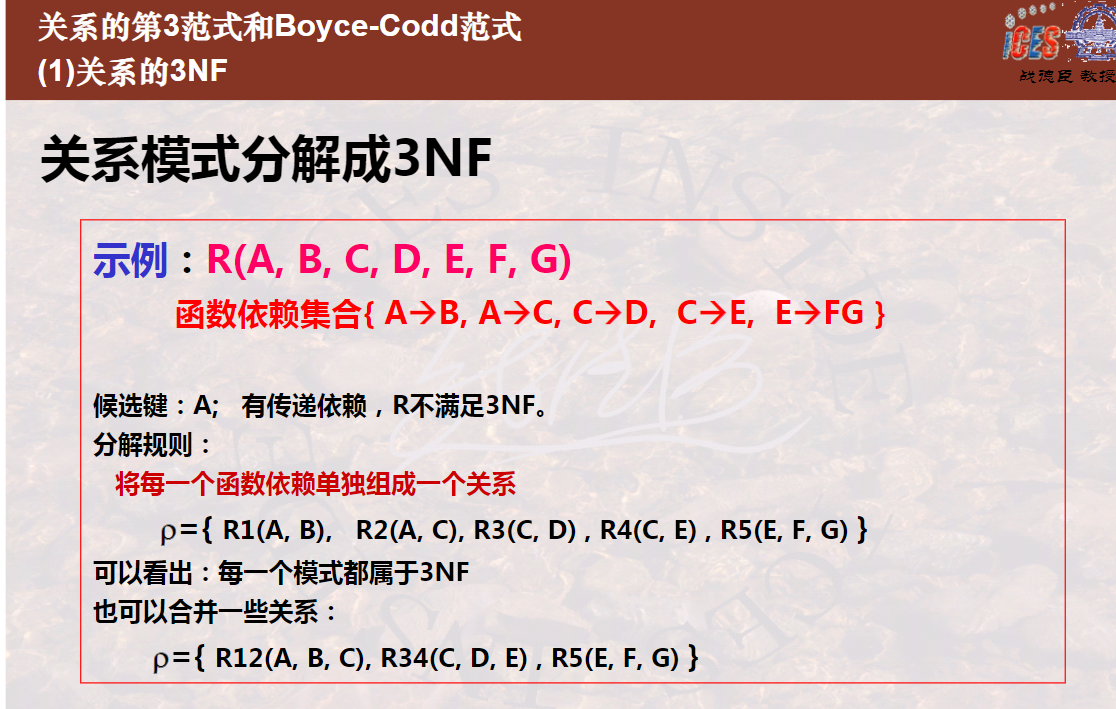 关系的第3范式和Boyce-Codd范式
(1)关系的3NF
iCES
战德臣 教授
关系模式分解成3NF
示例：R(A, B, C, D, E, F, G)
函数依赖集合{ A→B, A→C, C→D, C→E, E→FG }
候选键：A; 有传递依赖，R不满足3NF。
分解规则：
将每一个函数依赖单独组成一个关系
ρ={ R1(A, B), R2(A, C), R3(C, D) , R4(C, E) , R5(E, F, G) }
可以看出：每一个模式都属于3NF
也可以合并一些关系：
ρ={ R12(A, B, C), R34(C, D, E) , R5(E, F, G) }